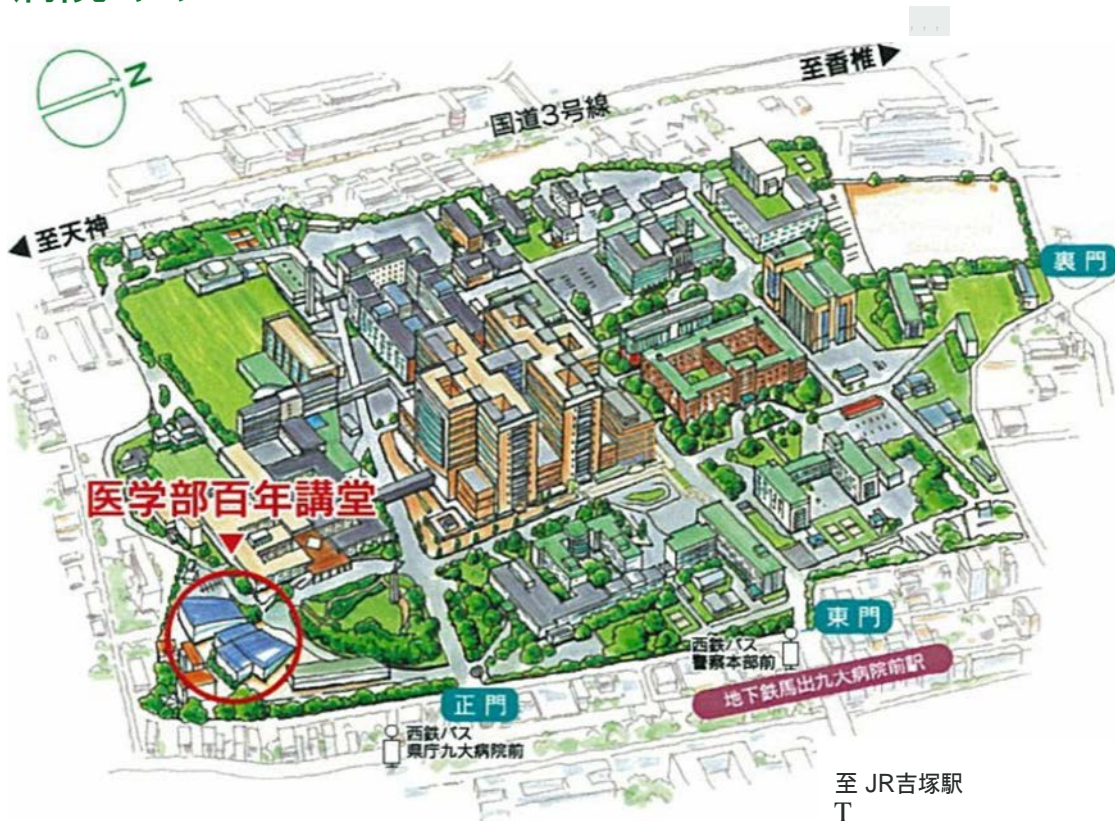 N
至香椎
国道3号線
至天神
裏門
医学部百年講堂
東門
西鉄バス
警察本部前
地下鉄馬出九大病院前駅
正門
西鉄バス
県庁九大病院前
至 JR吉塚駅
T